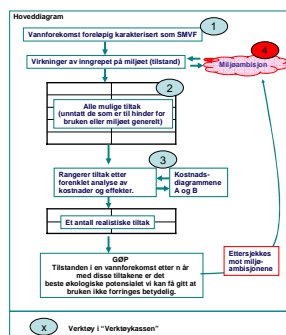 Hoveddiagram
1
Vannforekomst foreløpig karakterisert som SMVF
4
Virkninger av inngrepet på miljøet (tilstand)
Miljøambisjon
2
Alle mulige tiltak
(unntatt de som er til hinder for
bruken eller miljøet generelt)
3
Rangerer tiltak etter
forenklet analyse av
kostnader og effekter.
Kostnads-
diagrammene
A og B
Et antall realistiske tiltak
GØP
Tilstanden i en vannforekomst etter n år
med disse tiltakene er det
beste økologiske potensialet vi kan få gitt at
bruken ikke forringes betydelig.
Ettersjekkes
mot miljø-
ambisjonene
x
Verktøy i "Verktøykassen"